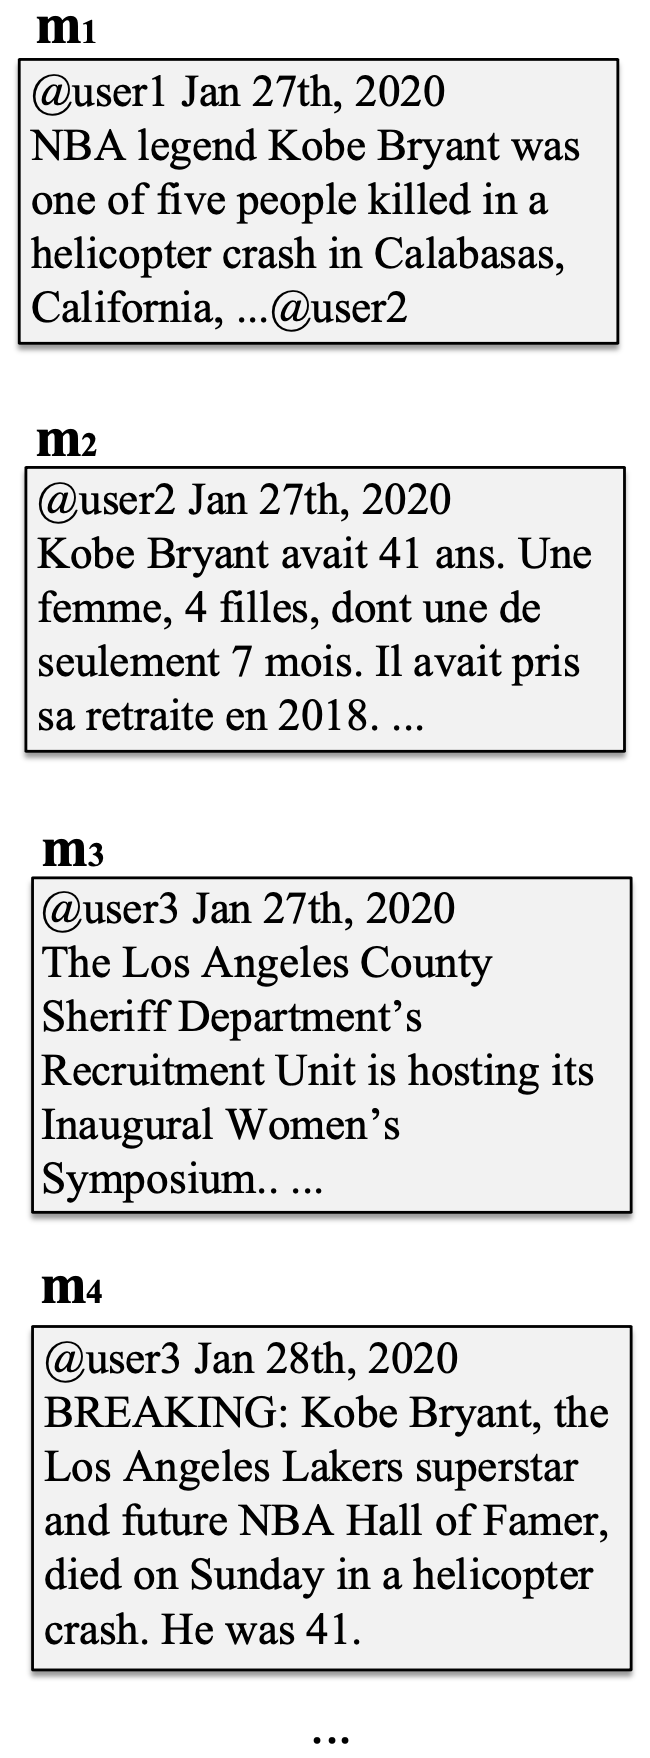 m1
@user1 Jan 27th, 2020
NBA legend Kobe Bryant was
one of five people killed in a
helicopter crash in Calabasas,
California, ...@user2
m2
@user2 Jan 27th, 2020
Kobe Bryant avait 41 ans. Une
femme, 4 filles, dont une de
seulement 7 mois. Il avait pris
sa retraite en 2018. ...
m3
@user3 Jan 27th, 2020
The Los Angeles County
Sheriff Department’s
Recruitment Unit is hosting its
Inaugural Women’s
Symposium.. ...
m4
@user3 Jan 28th, 2020
BREAKING: Kobe Bryant, the
Los Angeles Lakers superstar
and future NBA Hall of Famer,
died on Sunday in a helicopter
crash. He was 41.
...